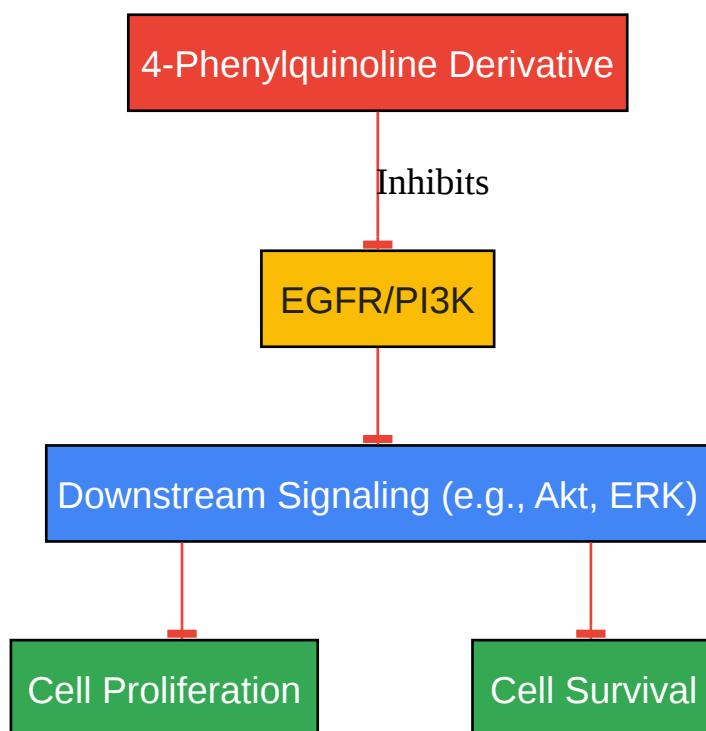 4-Phenylquinoline Derivative
Inhibits
EGFR/PI3K
Downstream Signaling (e.g., Akt, ERK)
Cell Proliferation
Cell Survival